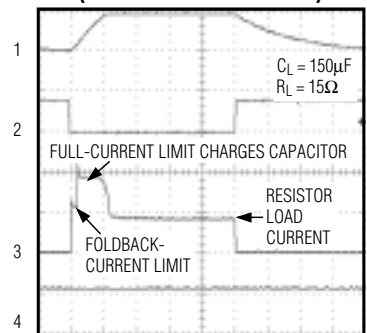 1
C_L = 150µF
R_L = 15Ω
2
FULL-CURRENT LIMIT CHARGES CAPACITOR
RESISTOR
LOAD
CURRENT
FOLDBACK-
CURRENT LIMIT
3
4